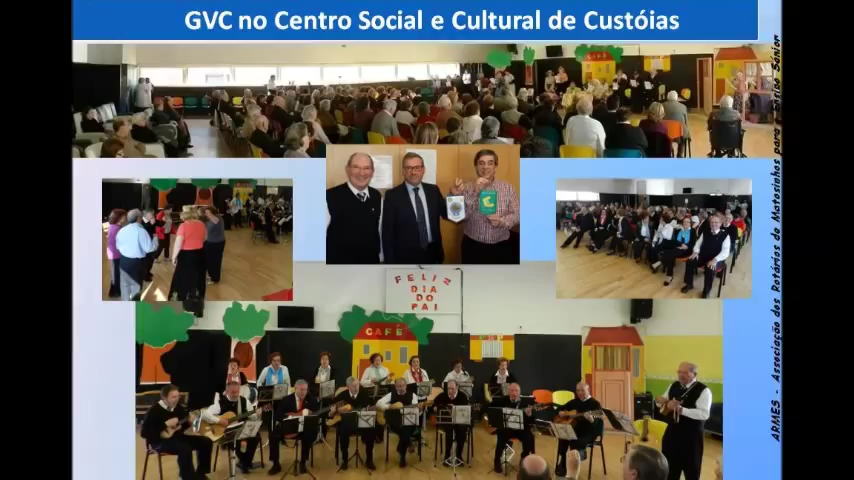 GVC no Centro Social e Cultural de Custóias
FELIZ
DIA
DO
PAI
CAFÉ
ARMES - Associação dos Rotários de Matosinhos para o Ensino Sénior